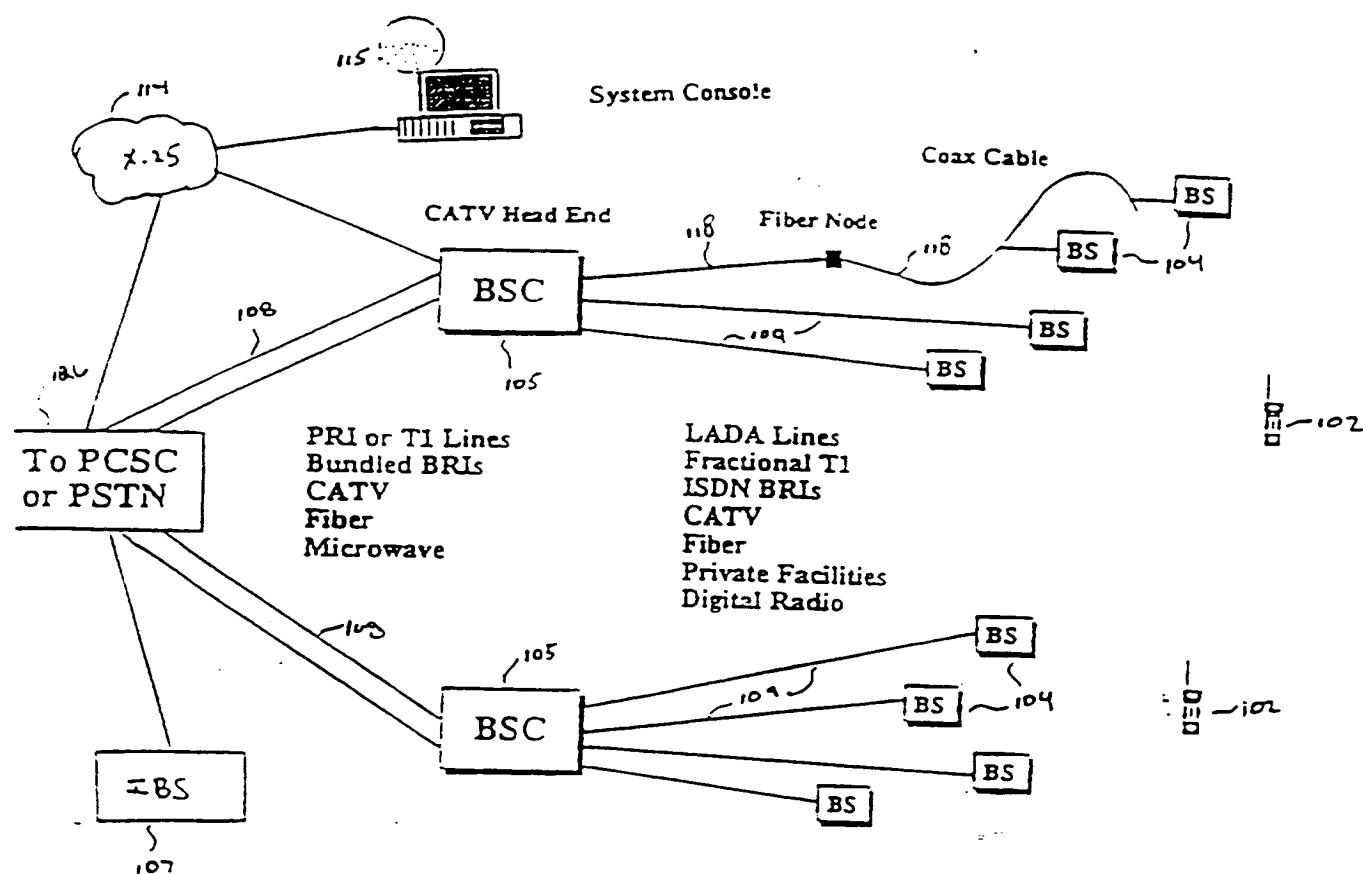 115
114
System Console
X.25
Coax Cable
BS
CATV Head End
118
Fiber Node
118
BS
104
BSC
108
109
BS
BS
105
102
To PCSC
or PSTN
PRI or T1 Lines
Bundled BRIs
CATV
Fiber
Microwave
LADA Lines
Fractional T1
ISDN BRIs
CATV
Fiber
Private Facilities
Digital Radio
105
BS
109
BS
104
102
BSC
BS
IBS
BS
107